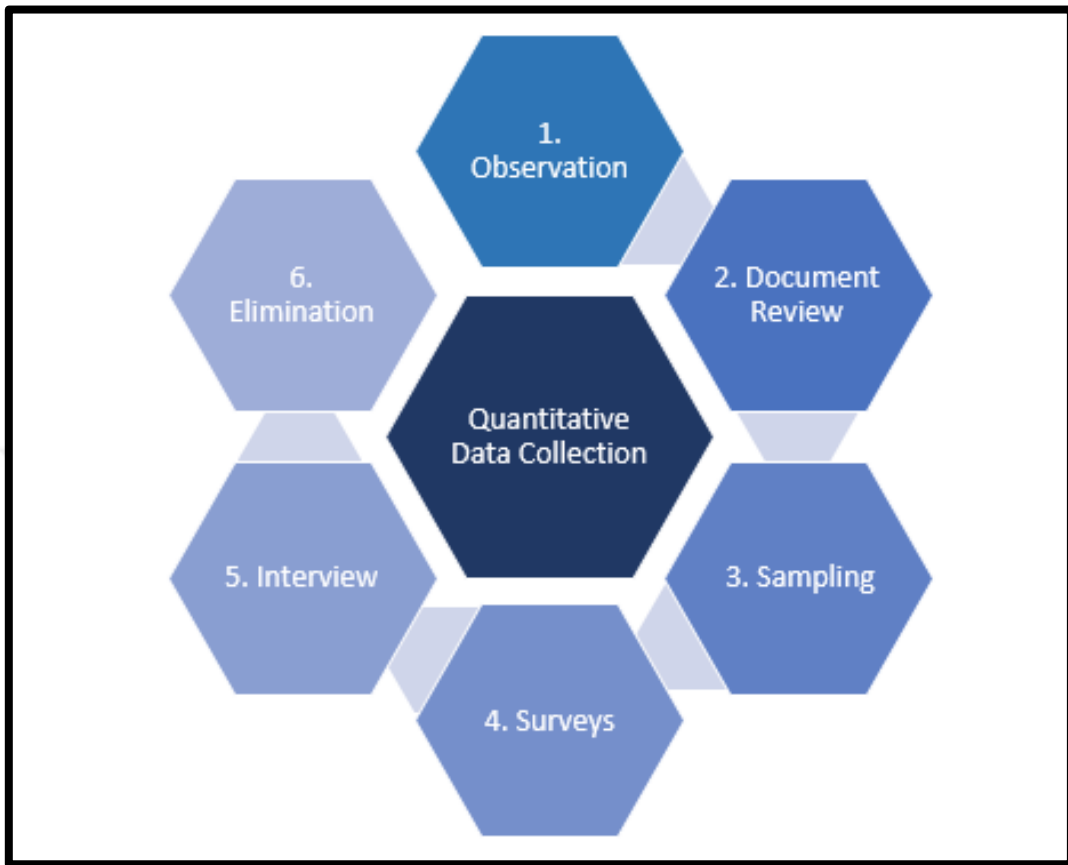 1.
Observation
2. Document
Review
3. Sampling
4. Surveys
5. Interview
6.
Elimination
Quantitative
Data Collection